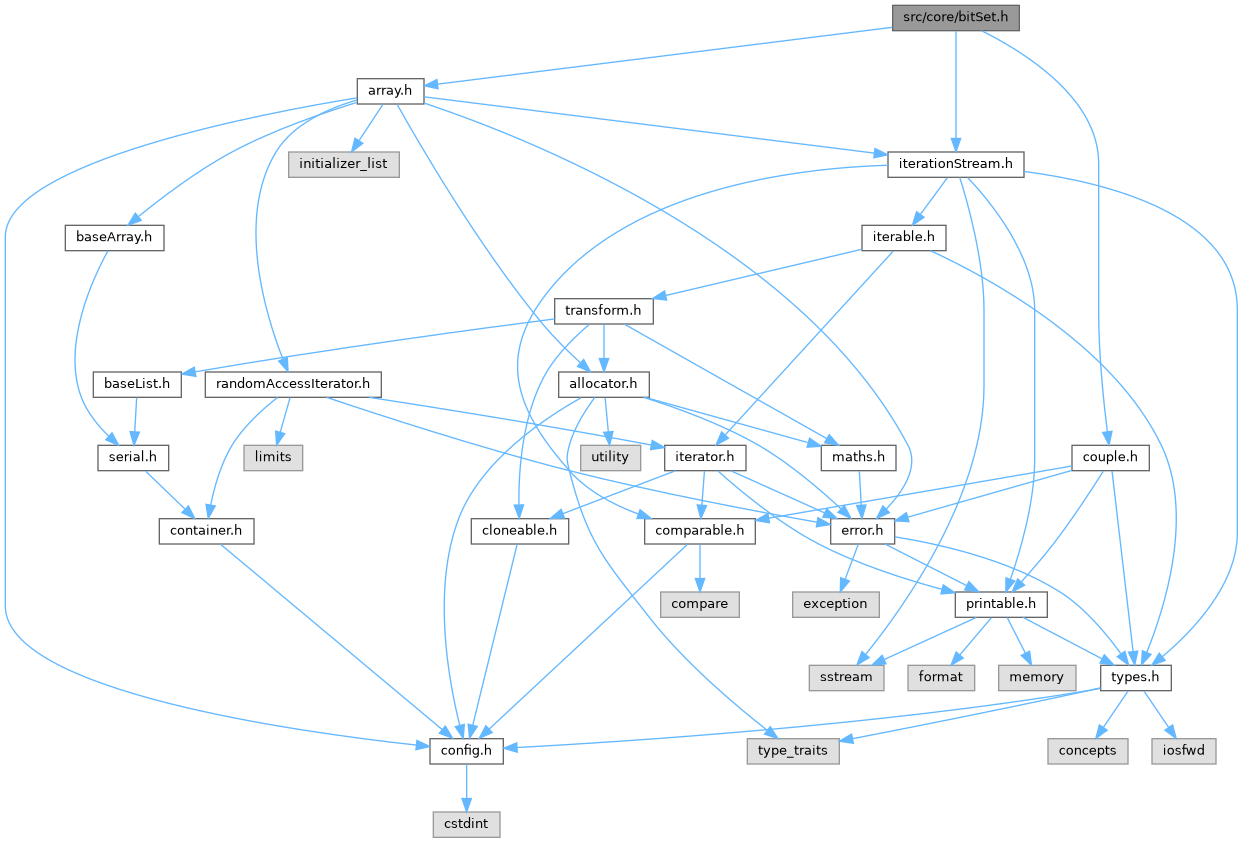 src/core/bitSet.h
array.h
initializer_list
iterationStream.h
baseArray.h
iterable.h
transform.h
baseList.h
randomAccessIterator.h
allocator.h
serial.h
limits
utility
iterator.h
maths.h
couple.h
container.h
cloneable.h
comparable.h
error.h
compare
exception
printable.h
sstream
format
memory
types.h
config.h
type_traits
concepts
iosfwd
cstdint